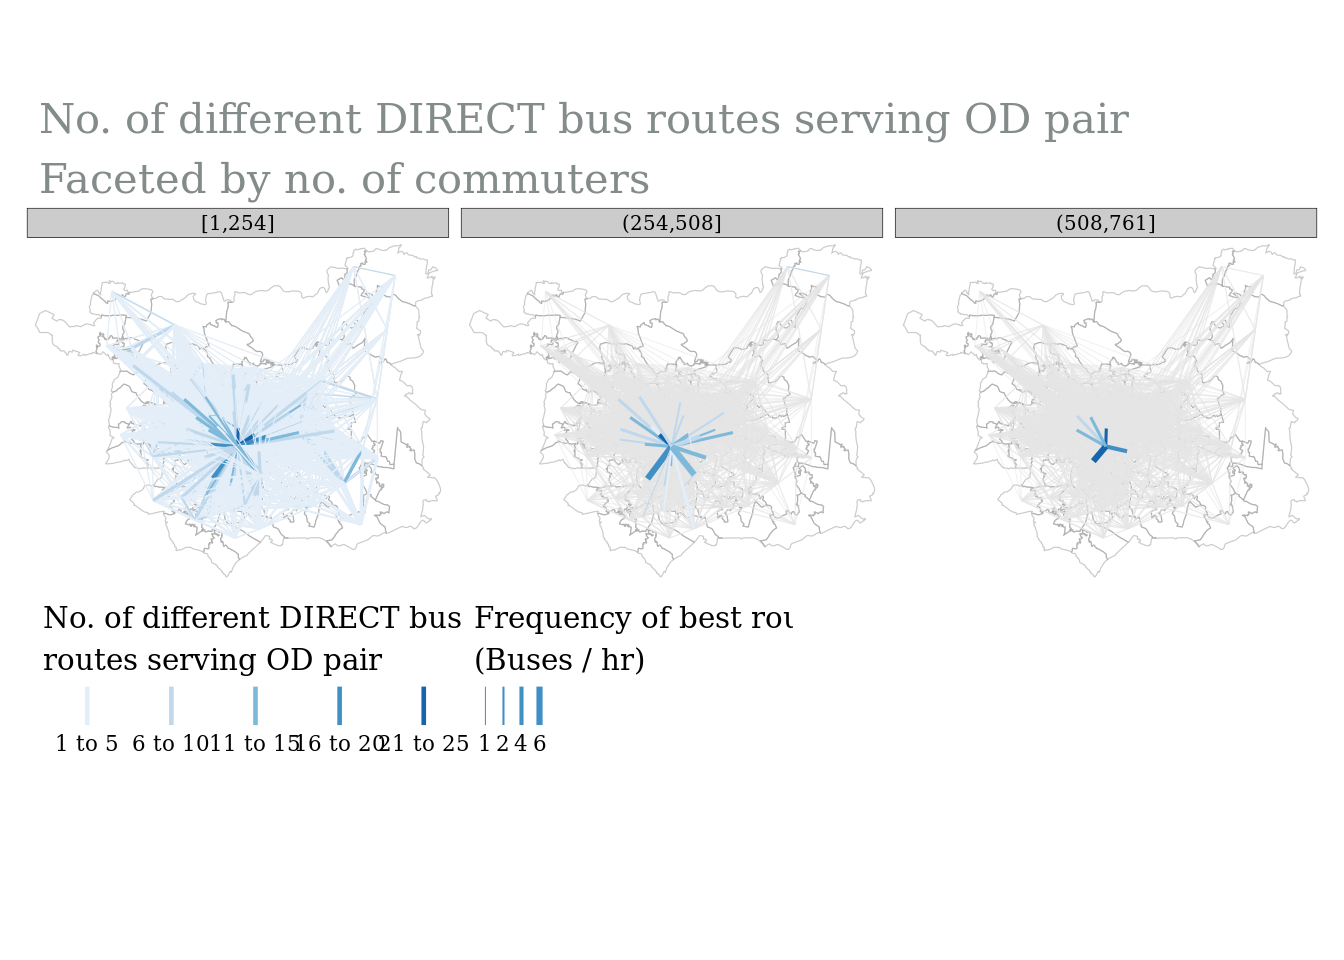 No. of different DIRECT bus routes serving OD pair
Faceted by no. of commuters
[1,254]
(254,508]
(508,761]
No. of different DIRECT bus
routes serving OD pair
Frequency of best rou
(Buses / hr)
1 to 5
6 to 10
11 to 15
16 to 20
21 to 25
1
2
4
6